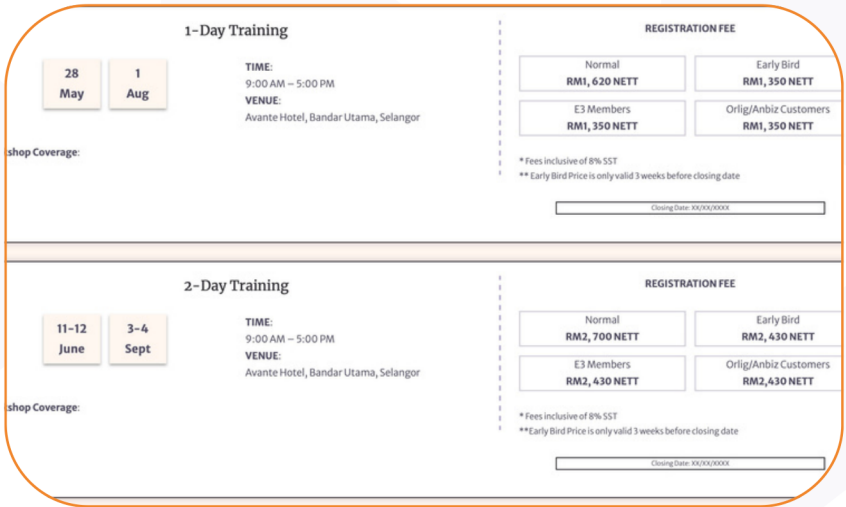 1-Day Training
28
May
1
Aug
TIME:
9:00 AM – 5:00 PM
VENUE:
Avante Hotel, Bandar Utama, Selangor
shop Coverage:
REGISTRATION FEE
Normal
RM1, 620 NETT
Early Bird
RM1, 350 NETT
E3 Members
RM1, 350 NETT
Orlig/Anbiz Customers
RM1, 350 NETT
* Fees inclusive of 8% SST
** Early Bird Price is only valid 3 weeks before closing date
Closing Date: XX/XX/XXXX
2-Day Training
11-12
June
3-4
Sept
TIME:
9:00 AM – 5:00 PM
VENUE:
Avante Hotel, Bandar Utama, Selangor
shop Coverage:
REGISTRATION FEE
Normal
RM2, 700 NETT
Early Bird
RM2, 430 NETT
E3 Members
RM2, 430 NETT
Orlig/Anbiz Customers
RM2,430 NETT
* Fees inclusive of 8% SST
**Early Bird Price is only valid 3 weeks before closing date
Closing Date: XX/XX/XXXX